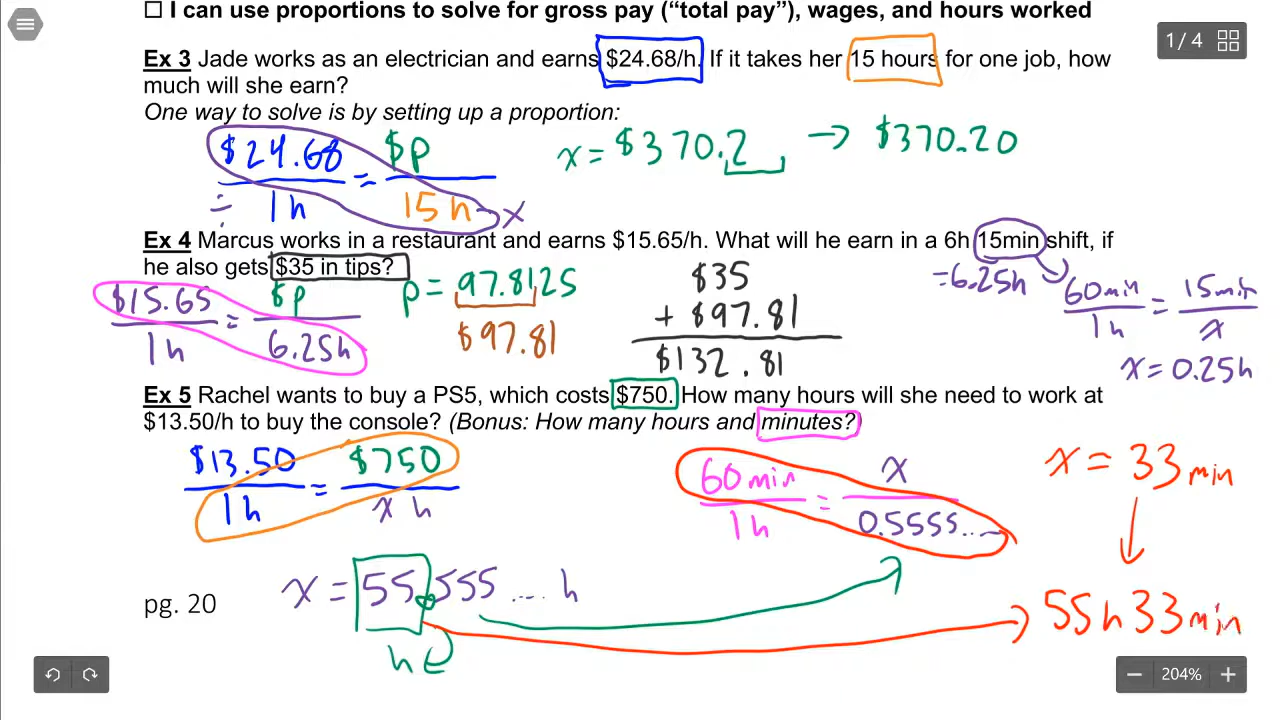 ☐ I can use proportions to solve for gross pay (“total pay”), wages, and hours worked
1 / 4
Ex 3 Jade works as an electrician and earns $24.68/h. If it takes her 15 hours for one job, how
much will she earn?
One way to solve is by setting up a proportion:
$24.68 / 1h = $p / 15h
÷ x
x = $370.2 → $370.20
Ex 4 Marcus works in a restaurant and earns $15.65/h. What will he earn in a 6h 15min shift, if
he also gets $35 in tips?
$15.65 / 1h = $p / 6.25h
p = 97.8125
$97.81
$35
+ $97.81
$132.81
= 6.25h
60min / 1h = 15min / x
x = 0.25h
Ex 5 Rachel wants to buy a PS5, which costs $750. How many hours will she need to work at
$13.50/h to buy the console? (Bonus: How many hours and minutes?)
$13.50 / 1h = $750 / x h
60min / 1h = x / 0.5555....
x = 33min
x = 55.555.... h
h
55h 33min
pg. 20
204%